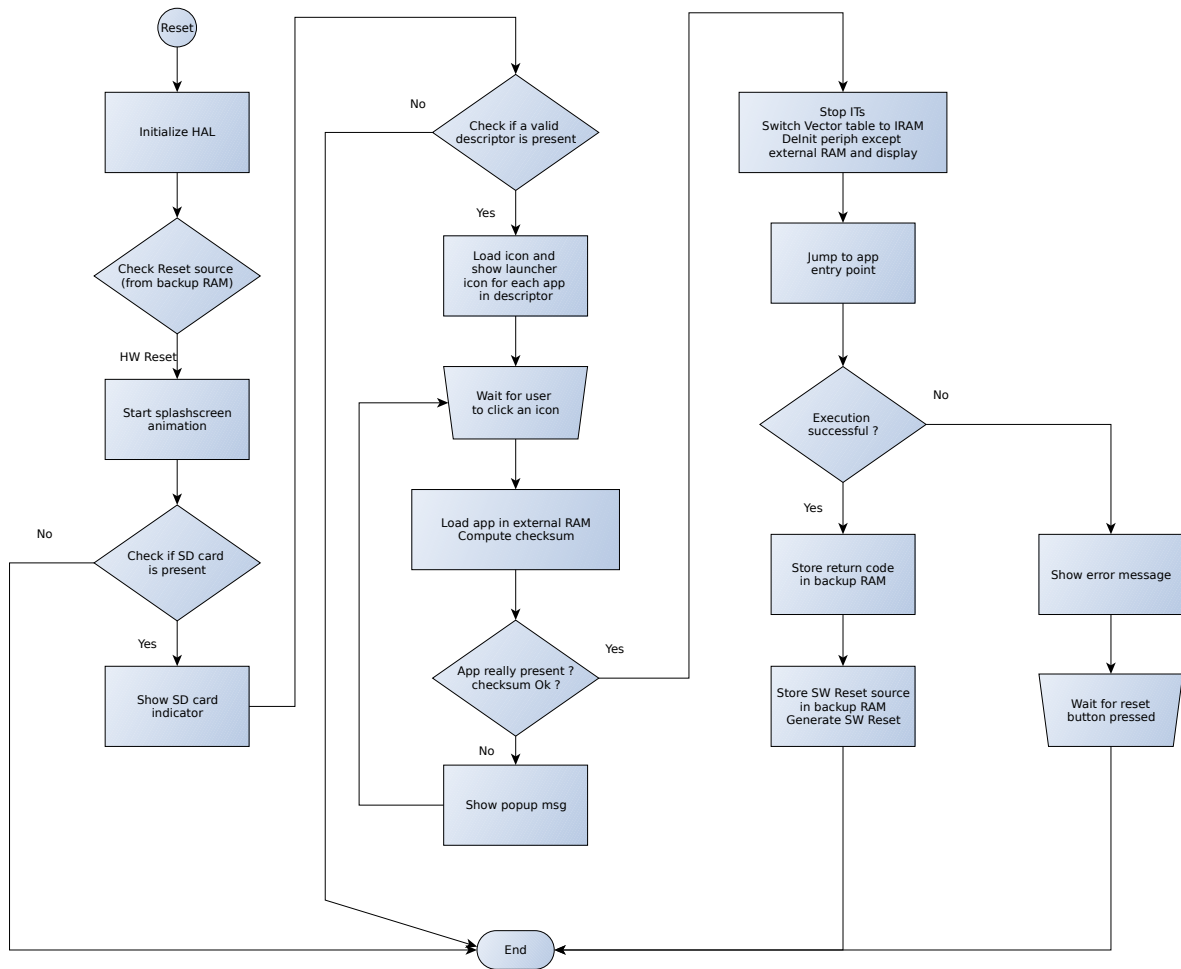 Reset
Initialize HAL
Check Reset source
(from backup RAM)
HW Reset
Start splashscreen
animation
No
Check if SD card
is present
Yes
Show SD card
indicator
No
Check if a valid
descriptor is present
Yes
Load icon and
show launcher
icon for each app
in descriptor
Wait for user
to click an icon
Load app in external RAM
Compute checksum
App really present ?
checksum Ok ?
Yes
No
Show popup msg
Stop ITs
Switch Vector table to IRAM
DeInit periph except
external RAM and display
Jump to app
entry point
Execution
successful ?
No
Yes
Store return code
in backup RAM
Store SW Reset source
in backup RAM
Generate SW Reset
Show error message
Wait for reset
button pressed
End